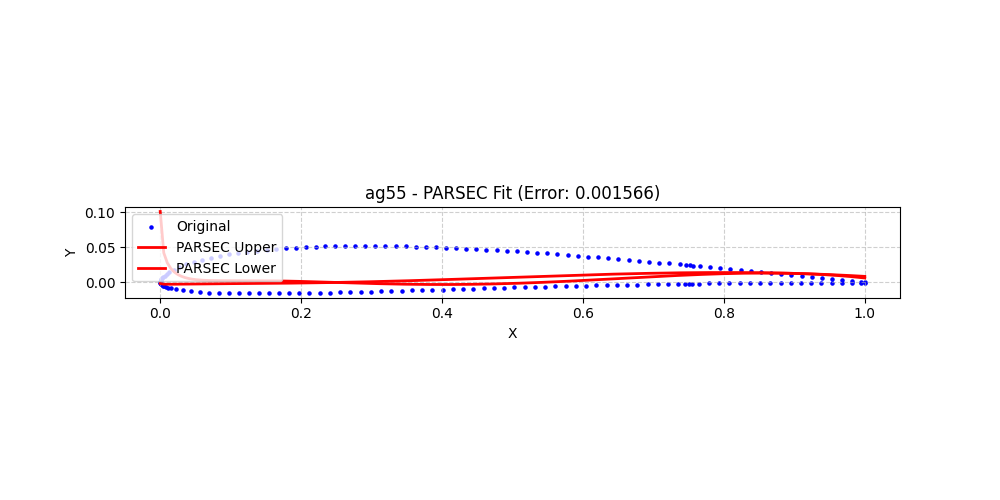 ag55 - PARSEC Fit (Error: 0.001566)
0.10
0.05
0.00
Y
Original
PARSEC Upper
PARSEC Lower
0.0
0.2
0.4
0.6
0.8
1.0
X